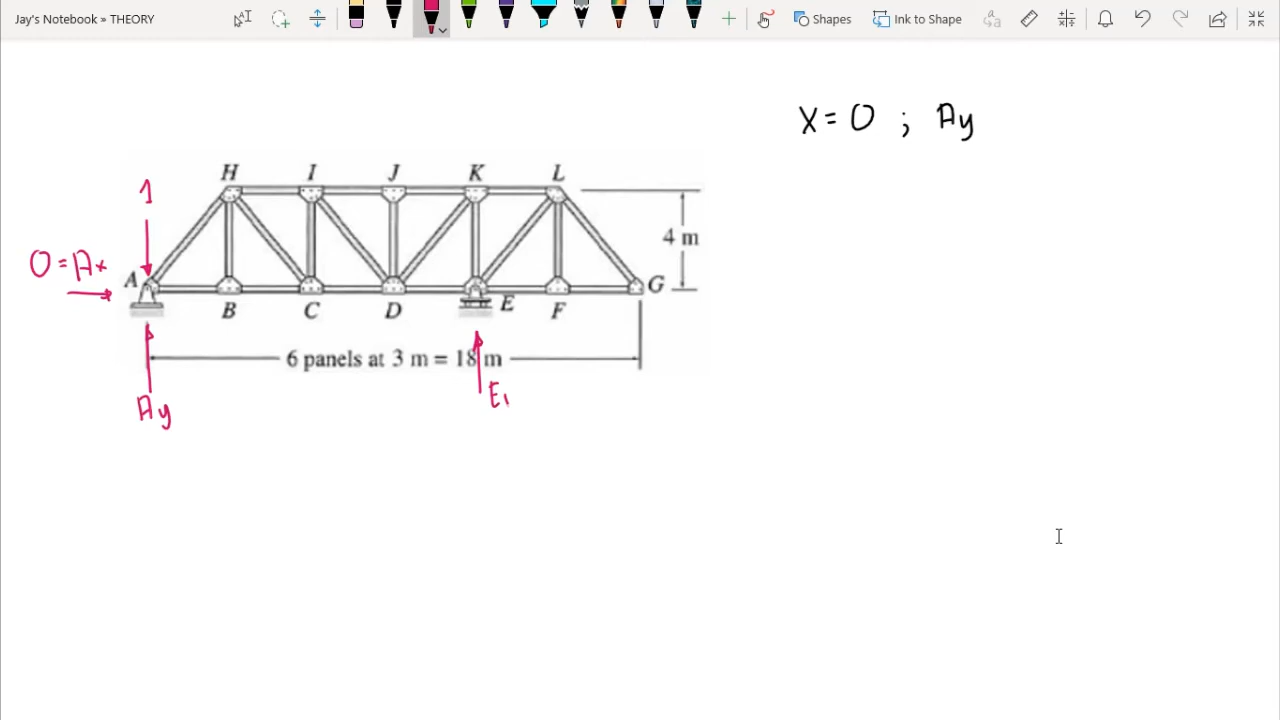 Jay's Notebook » THEORY
Shapes
Ink to Shape
X = 0 ; Ay
H I J K L
1
4 m
0 = Ax
A
G
B C D E F
6 panels at 3 m = 18 m
Ay
E